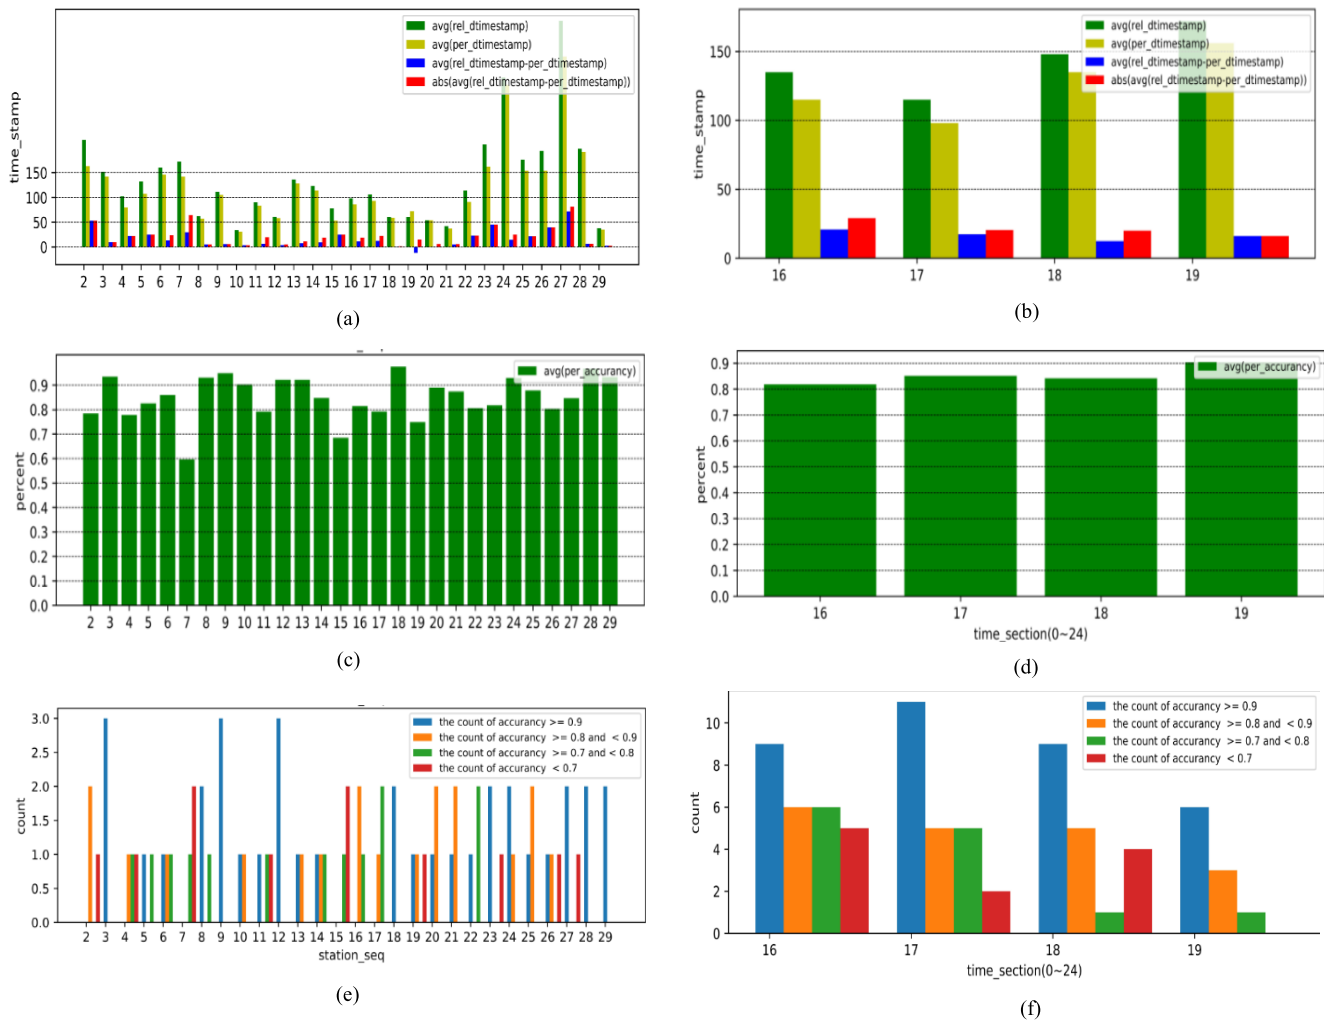 avg(rel_dtimestamp)
avg(per_dtimestamp)
avg(rel_dtimestamp-per_dtimestamp)
abs(avg(rel_dtimestamp-per_dtimestamp))
time_stamp
150
100
50
0
2 3 4 5 6 7 8 9 10 11 12 13 14 15 16 17 18 19 20 21 22 23 24 25 26 27 28 29
(a)
avg(rel_dtimestamp)
avg(per_dtimestamp)
avg(rel_dtimestamp-per_dtimestamp)
abs(avg(rel_dtimestamp-per_dtimestamp))
time_stamp
150
100
50
0
16 17 18 19
(b)
avg(per_accurancy)
percent
0.9
0.8
0.7
0.6
0.5
0.4
0.3
0.2
0.1
0.0
2 3 4 5 6 7 8 9 10 11 12 13 14 15 16 17 18 19 20 21 22 23 24 25 26 27 28 29
(c)
avg(per_accurancy)
percent
0.9
0.8
0.7
0.6
0.5
0.4
0.3
0.2
0.1
0.0
16 17 18 19
time_section(0~24)
(d)
the count of accurancy >= 0.9
the count of accurancy >= 0.8 and < 0.9
the count of accurancy >= 0.7 and < 0.8
the count of accurancy < 0.7
count
3.0
2.5
2.0
1.5
1.0
0.5
0.0
2 3 4 5 6 7 8 9 10 11 12 13 14 15 16 17 18 19 20 21 22 23 24 25 26 27 28 29
station_seq
(e)
the count of accurancy >= 0.9
the count of accurancy >= 0.8 and < 0.9
the count of accurancy >= 0.7 and < 0.8
the count of accurancy < 0.7
count
10
8
6
4
2
0
16 17 18 19
time_section(0~24)
(f)